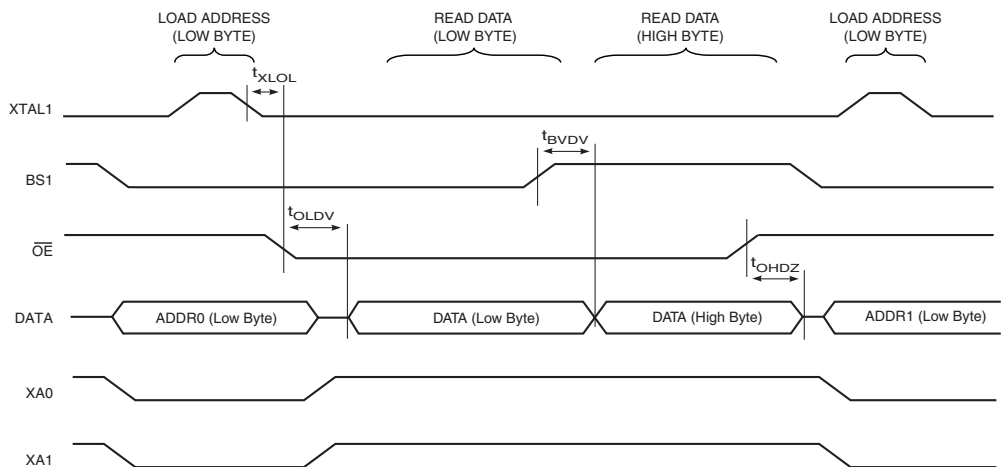 LOAD ADDRESS
(LOW BYTE)
READ DATA
(LOW BYTE)
READ DATA
(HIGH BYTE)
LOAD ADDRESS
(LOW BYTE)
tXLOL
XTAL1
tBVDV
BS1
tOLDV
OE
tOHDZ
DATA
ADDR0 (Low Byte)
DATA (Low Byte)
DATA (High Byte)
ADDR1 (Low Byte)
XA0
XA1